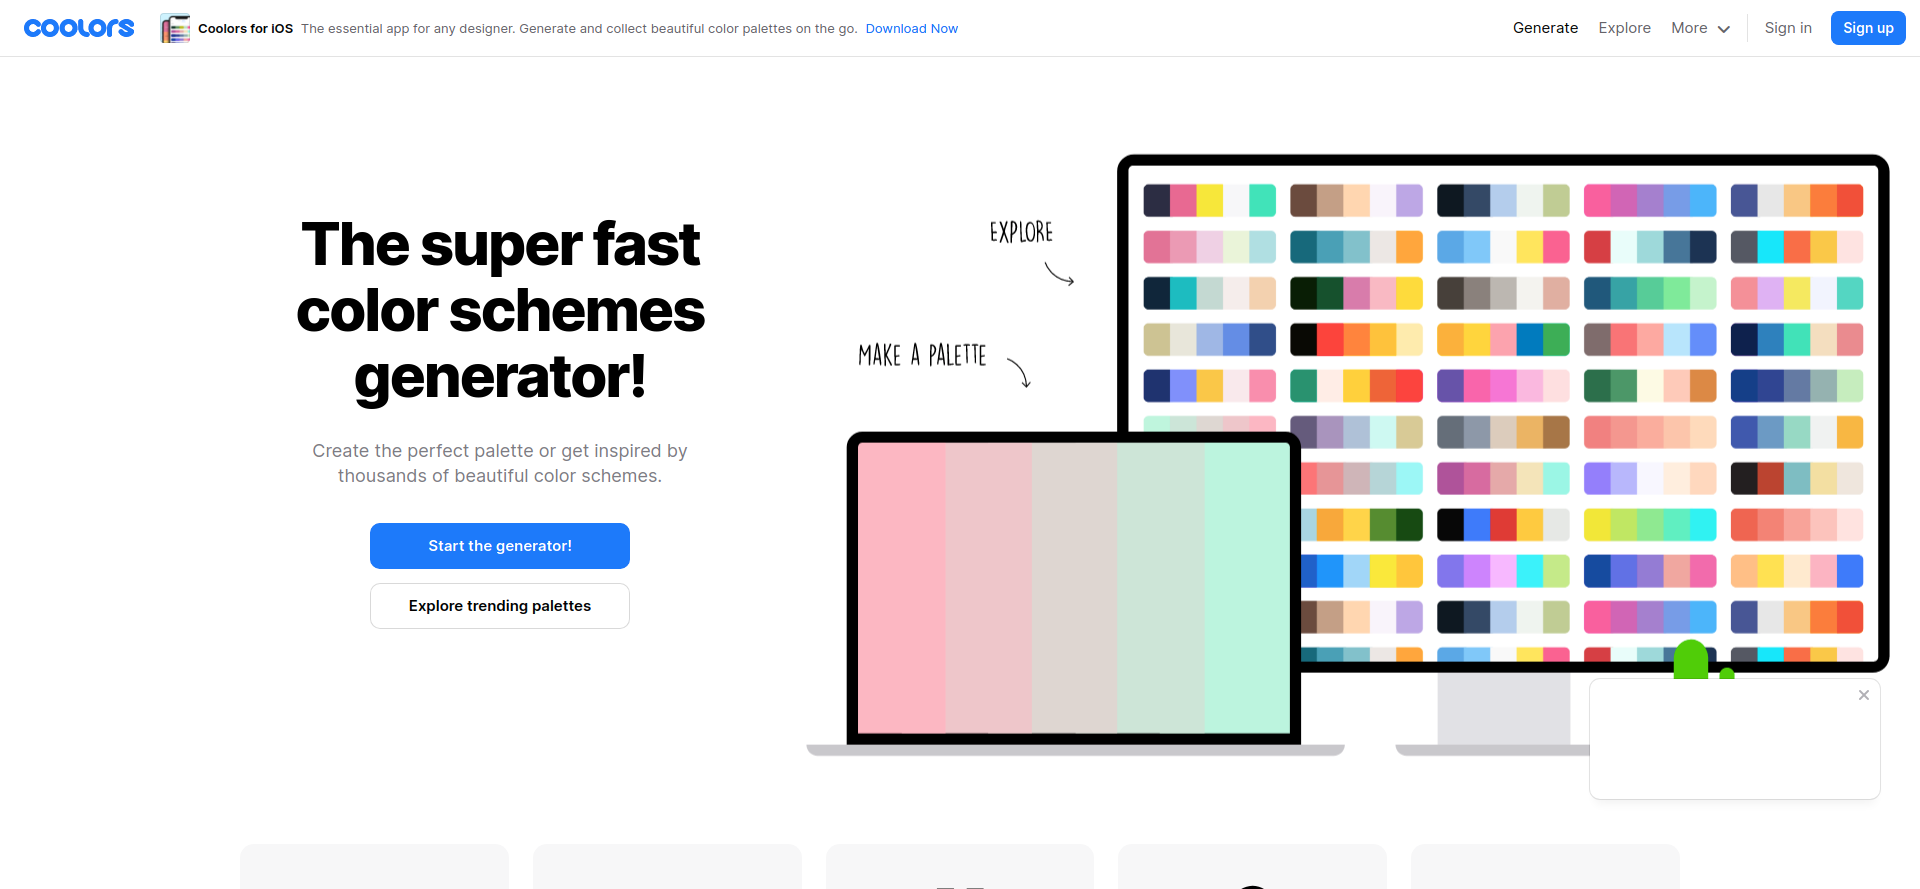 coolors
Coolors for iOS The essential app for any designer. Generate and collect beautiful color palettes on the go. Download Now
Generate Explore More Sign in Sign up
The super fast
color schemes
generator!
Create the perfect palette or get inspired by
thousands of beautiful color schemes.
Start the generator!
Explore trending palettes
EXPLORE
MAKE A PALETTE